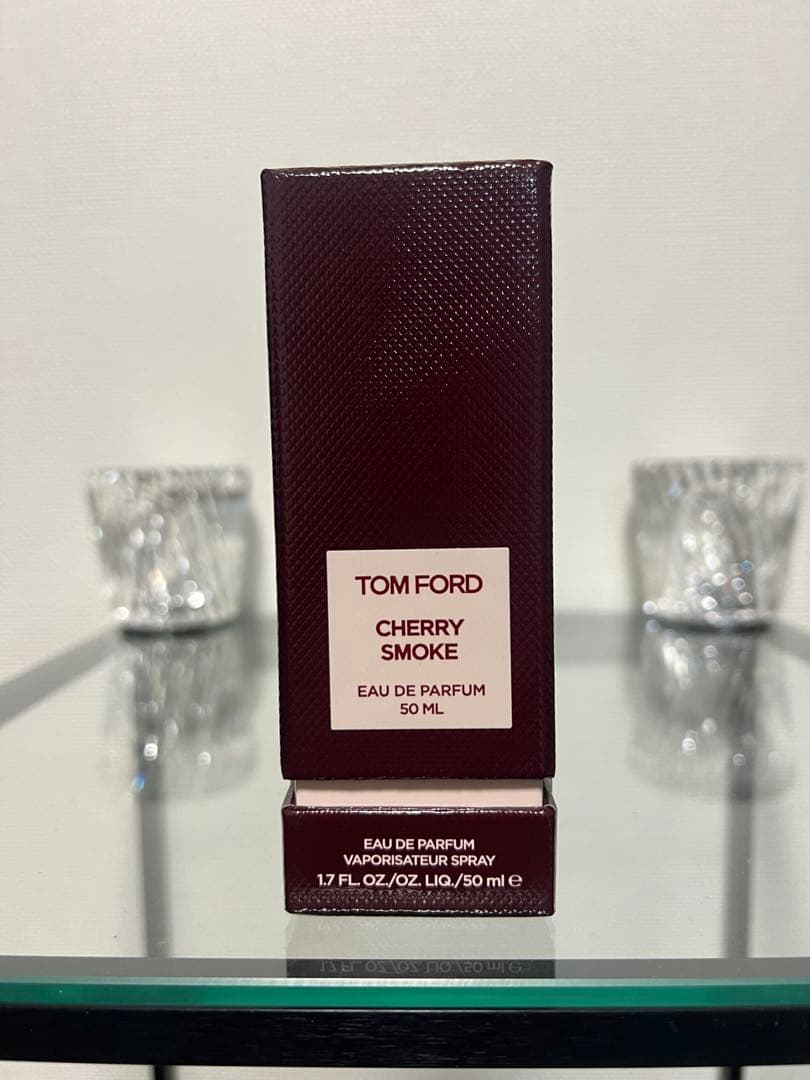 TOM FORD
CHERRY
SMOKE
EAU DE PARFUM
50 ML
EAU DE PARFUM
VAPORISATEUR SPRAY
1.7 FL. OZ./OZ. LIQ./50 ml ℮